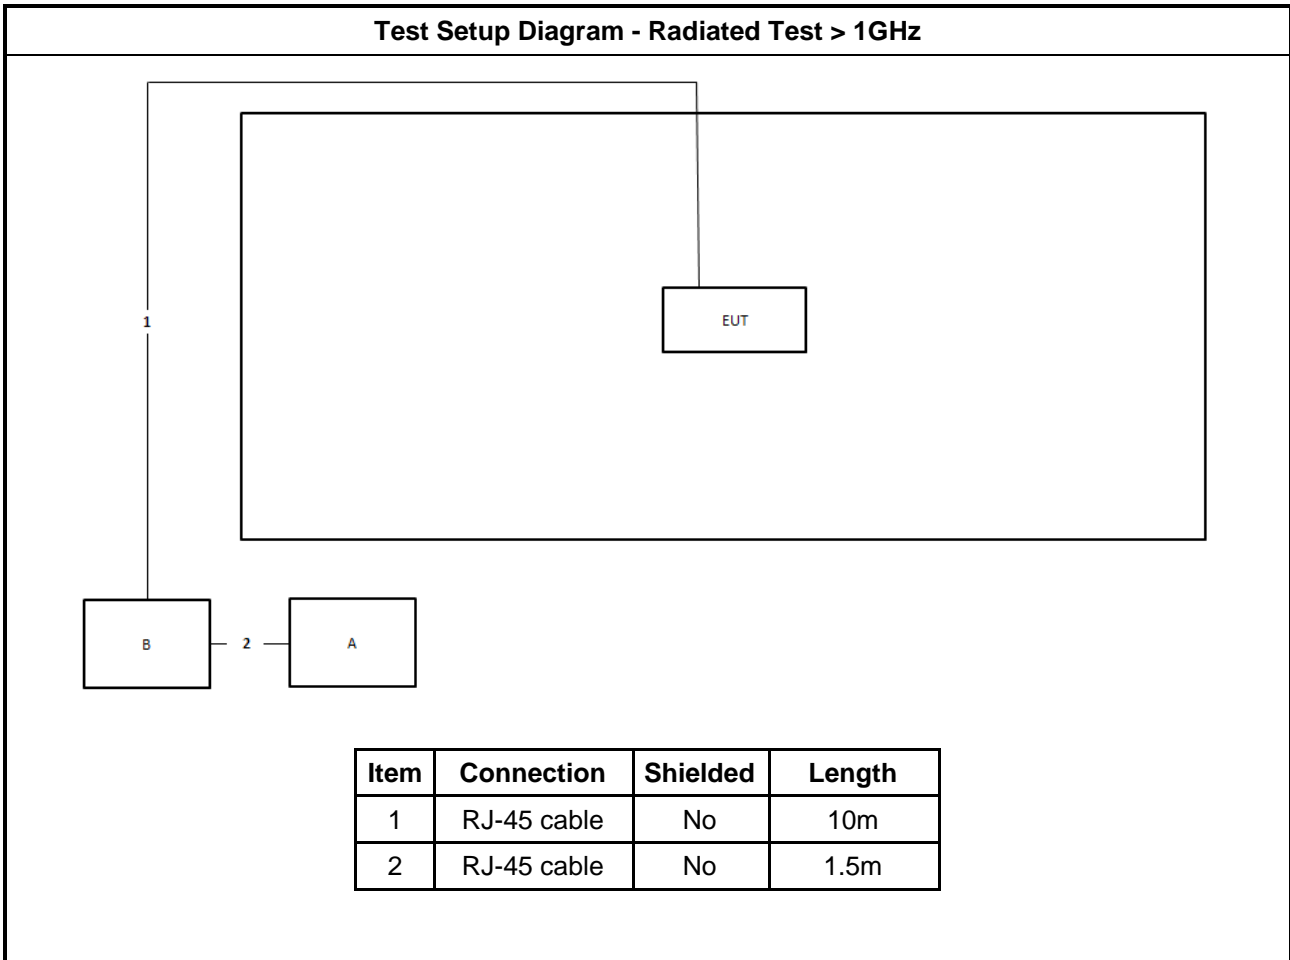 Test Setup Diagram - Radiated Test > 1GHz
1
EUT
B
2
A
Item Connection Shielded Length
1 RJ-45 cable No 10m
2 RJ-45 cable No 1.5m